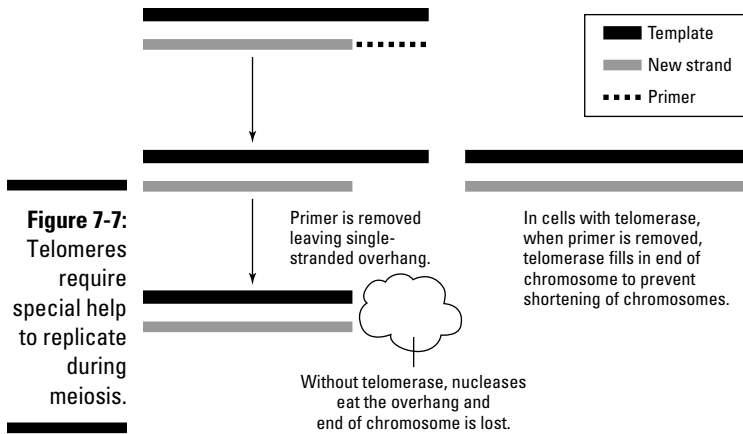 Template
New strand
Primer
Figure 7-7:
Telomeres
require
special help
to replicate
during
meiosis.
Primer is removed
leaving single-
stranded overhang.
In cells with telomerase,
when primer is removed,
telomerase fills in end of
chromosome to prevent
shortening of chromosomes.
Without telomerase, nucleases
eat the overhang and
end of chromosome is lost.